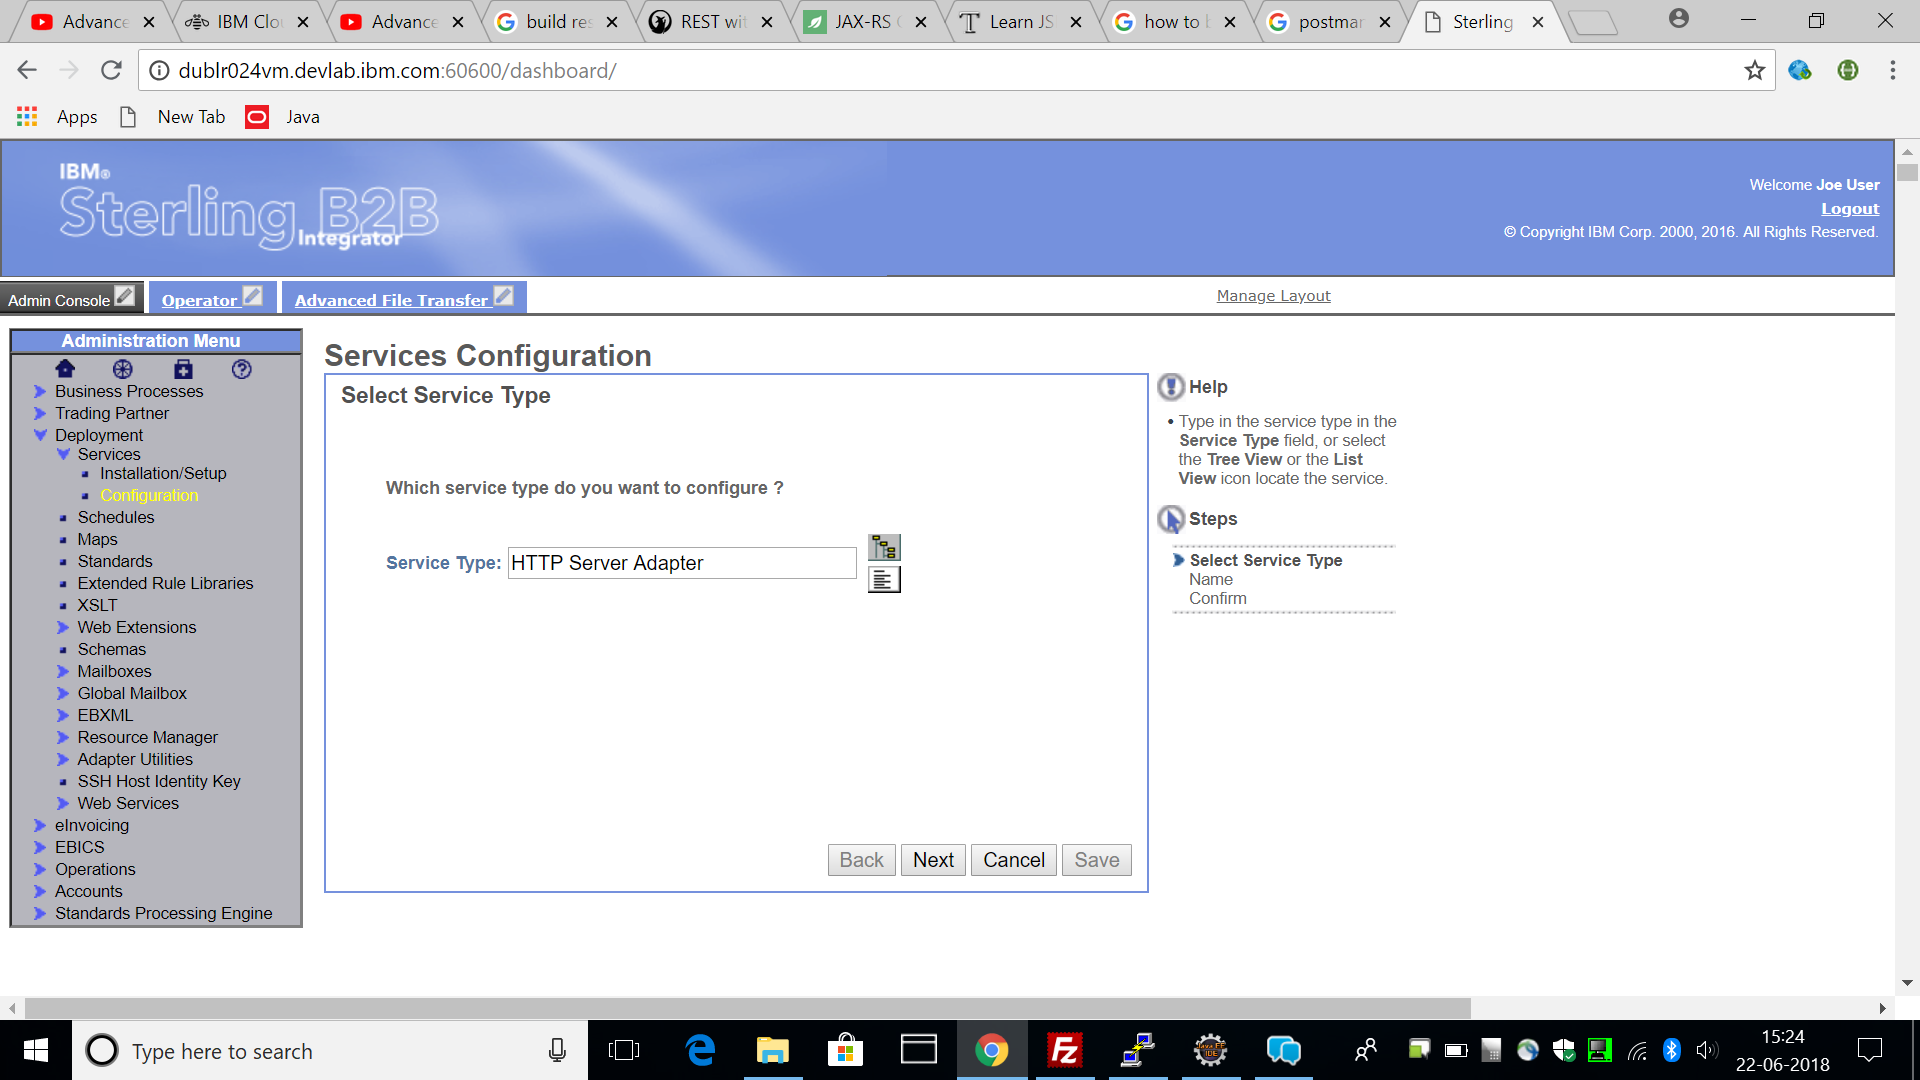 Advance
IBM Clo
Advance
build res
REST wit
JAX-RS
Learn JS
how to
postmar
Sterling
dublr024vm.devlab.ibm.com:60600/dashboard/
Apps
New Tab
Java
IBM®
Sterling B2B
Integrator
Welcome Joe User
Logout
© Copyright IBM Corp. 2000, 2016. All Rights Reserved.
Admin Console
Operator
Advanced File Transfer
Manage Layout
Administration Menu
Business Processes
Trading Partner
Deployment
Services
Installation/Setup
Configuration
Schedules
Maps
Standards
Extended Rule Libraries
XSLT
Web Extensions
Schemas
Mailboxes
Global Mailbox
EBXML
Resource Manager
Adapter Utilities
SSH Host Identity Key
Web Services
eInvoicing
EBICS
Operations
Accounts
Standards Processing Engine
Services Configuration
Select Service Type
Which service type do you want to configure ?
Service Type: HTTP Server Adapter
Back Next Cancel Save
Help
• Type in the service type in the
Service Type field, or select
the Tree View or the List
View icon locate the service.
Steps
Select Service Type
Name
Confirm
Type here to search
15:24
22-06-2018